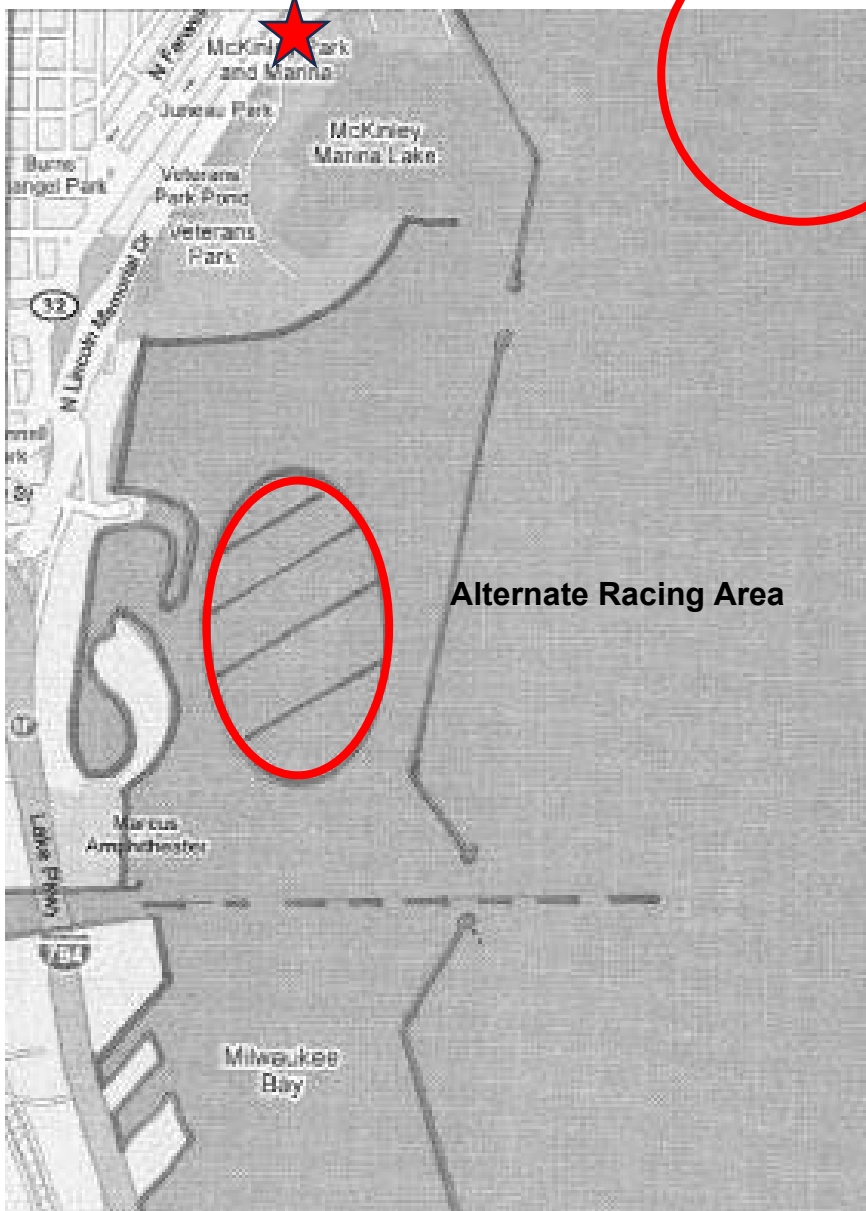 McKinley Park
and Marina
Juneau Park
McKinley
Marina Lake
Burns
Park
Veterans
Park Pond
Veterans
Park
32
N Lincoln Memorial Dr
Alternate Racing Area
Marcus
Amphitheater
Lake Pkwy
794
Milwaukee
Bay